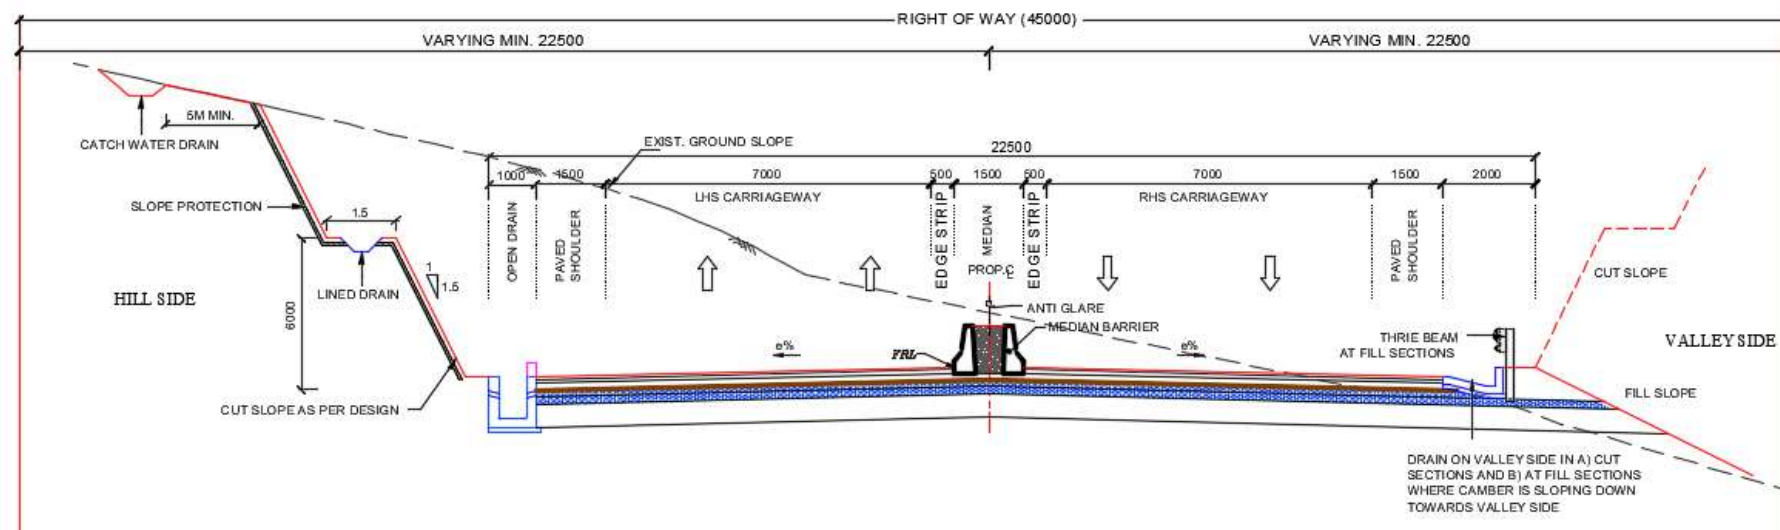 RIGHT OF WAY (45000)
VARYING MIN. 22500
VARYING MIN. 22500
5M MIN.
CATCH WATER DRAIN
EXIST. GROUND SLOPE
22500
1000
1500
7000
500
1500
500
7000
1500
2000
LHS CARRIAGEWAY
RHS CARRIAGEWAY
SLOPE PROTECTION
1.5
OPEN DRAIN
PAVED
SHOULDER
EDGE STRIP
MEDIAN
EDGE STRIP
PAVED
SHOULDER
PROP.
CUT SLOPE
1
1.5
LINED DRAIN
HILL SIDE
6000
ANTI GLARE
MEDIAN BARRIER
THRIE BEAM
AT FILL SECTIONS
VALLEY SIDE
e%
e%
FRL
FILL SLOPE
CUT SLOPE AS PER DESIGN
DRAIN ON VALLEY SIDE IN A) CUT
SECTIONS AND B) AT FILL SECTIONS
WHERE CAMBER IS SLOPING DOWN
TOWARDS VALLEY SIDE